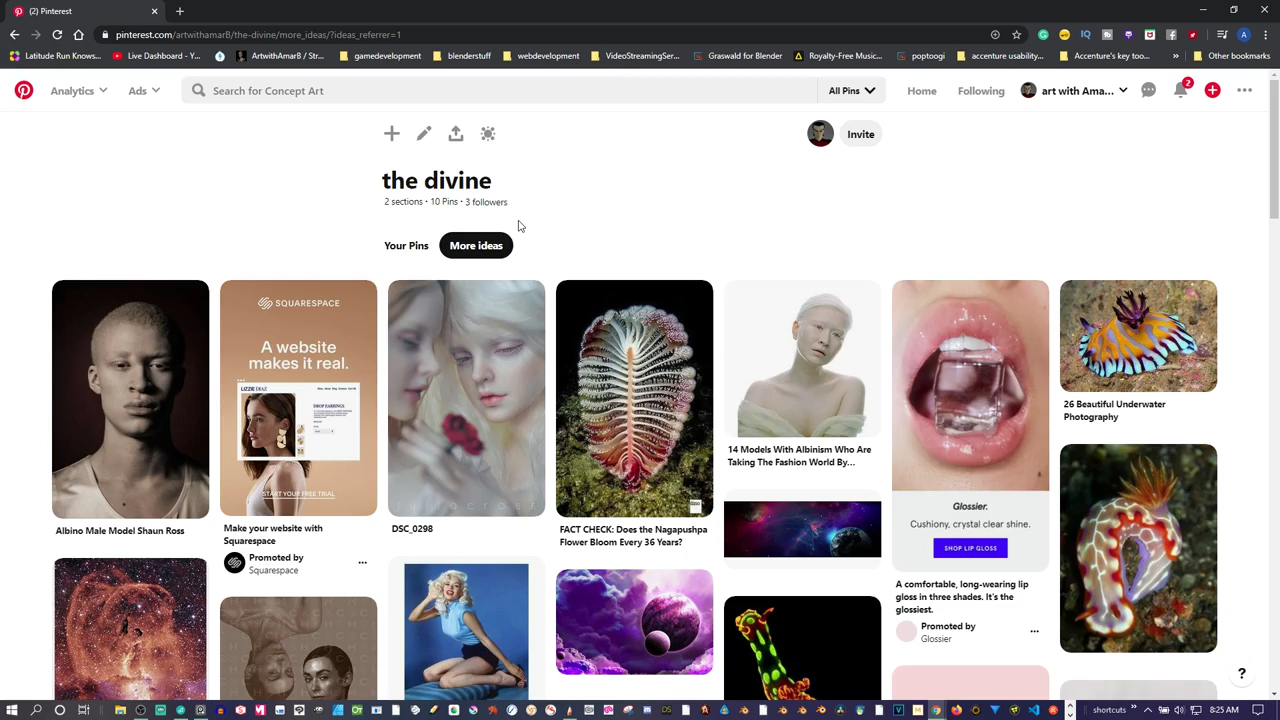 (2) Pinterest
pinterest.com/artwithamar8/the-divine/more_ideas/?ideas_referrer=1
Latitude Run Knows...
Live Dashboard - Y...
ArtwithamarB | the...
gamedevelopment
blenderstuff
webdevelopment
VideoStreamingSer...
Graswald for Blender
Royalty-Free Music...
poptoogi
accenture usability...
Accenture's key too...
»
Other bookmarks
Analytics
Ads
Search for Concept Art
All Pins
Home
Following
art with Ama...
2
Invite
the divine
2 sections • 10 Pins • 3 followers
Your Pins
More ideas
Albino Male Model Shaun Ross
SQUARESPACE
A website
makes it real.
LIZZIE DIAZ
DROP EARRINGS
START YOUR FREE TRIAL
Make your website with
Squarespace
Promoted by
Squarespace
DSC_0298
FACT CHECK: Does the Nagapushpa
Flower Bloom Every 36 Years?
14 Models With Albinism Who Are
Taking The Fashion World By...
Glossier.
Cushiony, crystal clear shine.
SHOP LIP GLOSS
A comfortable, long-wearing lip
gloss in three shades. It's the
glossiest.
Promoted by
Glossier
26 Beautiful Underwater
Photography
?
shortcuts
»
8:25 AM